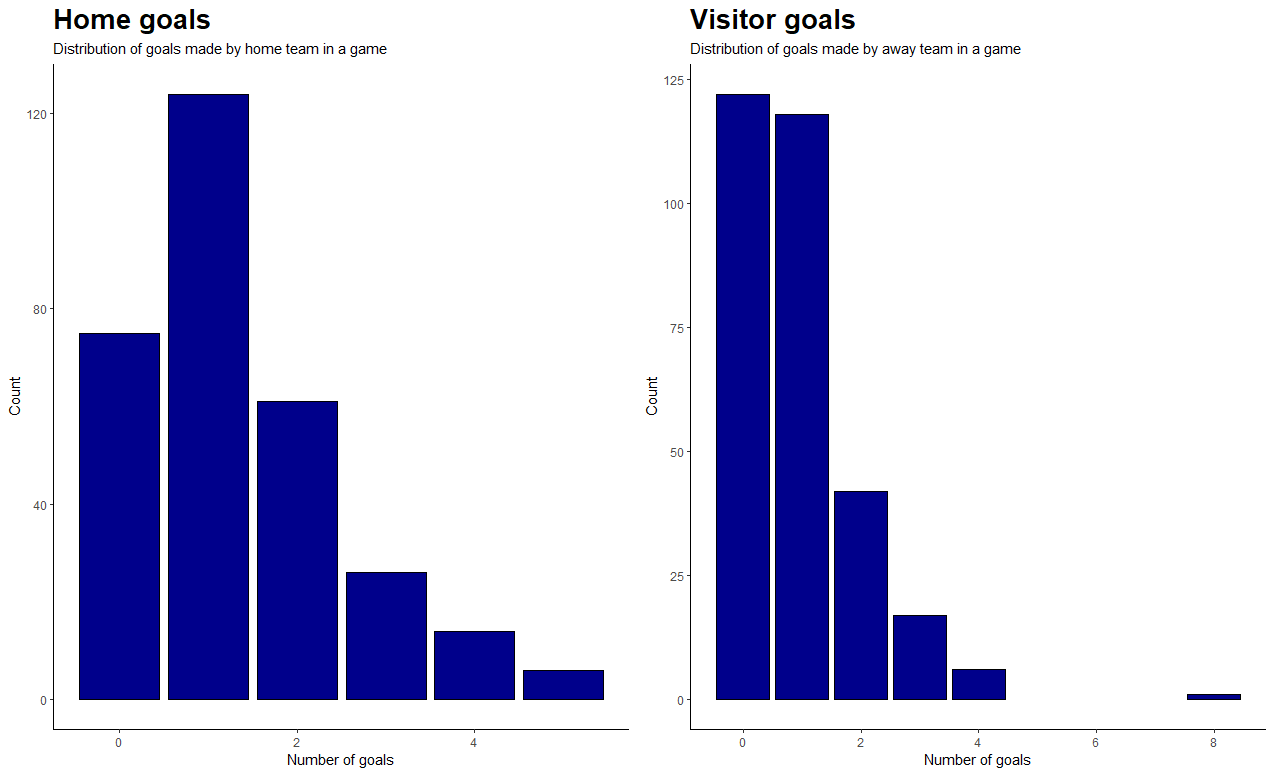 Home goals
Distribution of goals made by home team in a game
120
80
40
0
Count
0 2 4
Number of goals
Visitor goals
Distribution of goals made by away team in a game
125
100
75
50
25
0
Count
0 2 4 6 8
Number of goals